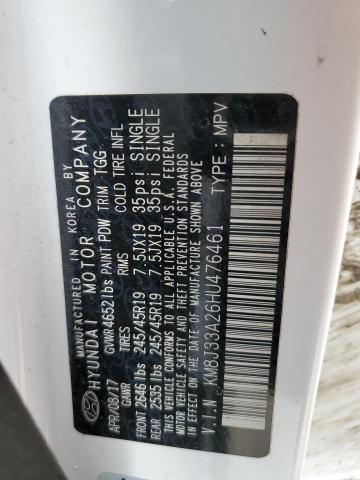 MANUFACTURED IN KOREA BY
HYUNDAI MOTOR COMPANY
APR/08/17 GVWR4652lbs PAINT PDW TRIM TGG
GAWR RIMS COLD TIRE INFL
FRONT 2646 lbs 245/45R19 7.5JX19 35psi SINGLE
REAR 2535 lbs 245/45R19 7.5JX19 35psi SINGLE
THIS VEHICLE CONFORMS TO ALL APPLICABLE U.S.A. FEDERAL
MOTOR VEHICLE SAFETY AND THEFT PREVENTION STANDARDS
IN EFFECT ON THE DATE OF MANUFACTURE SHOWN ABOVE
V.I.N: KM8J33A26HU476461 TYPE: MPV